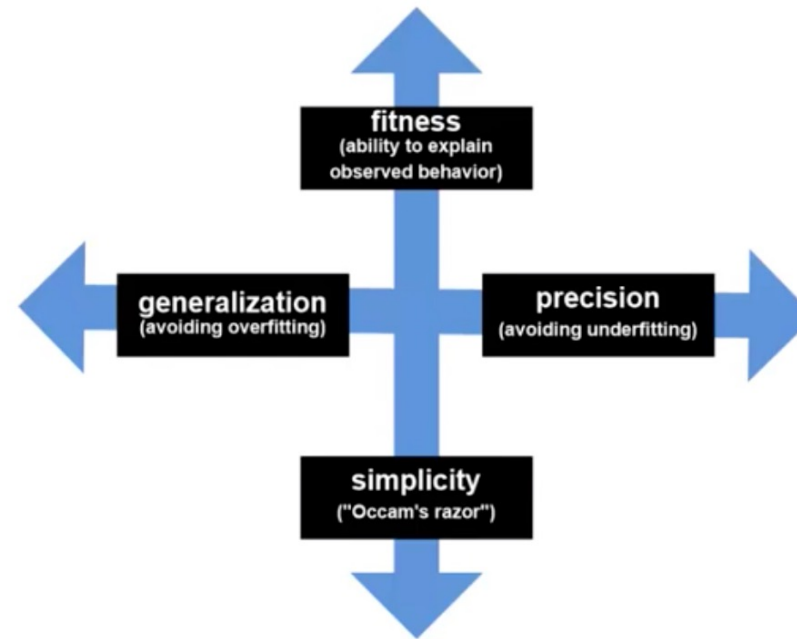 fitness
(ability to explain
observed behavior)
generalization
(avoiding overfitting)
precision
(avoiding underfitting)
simplicity
("Occam's razor")